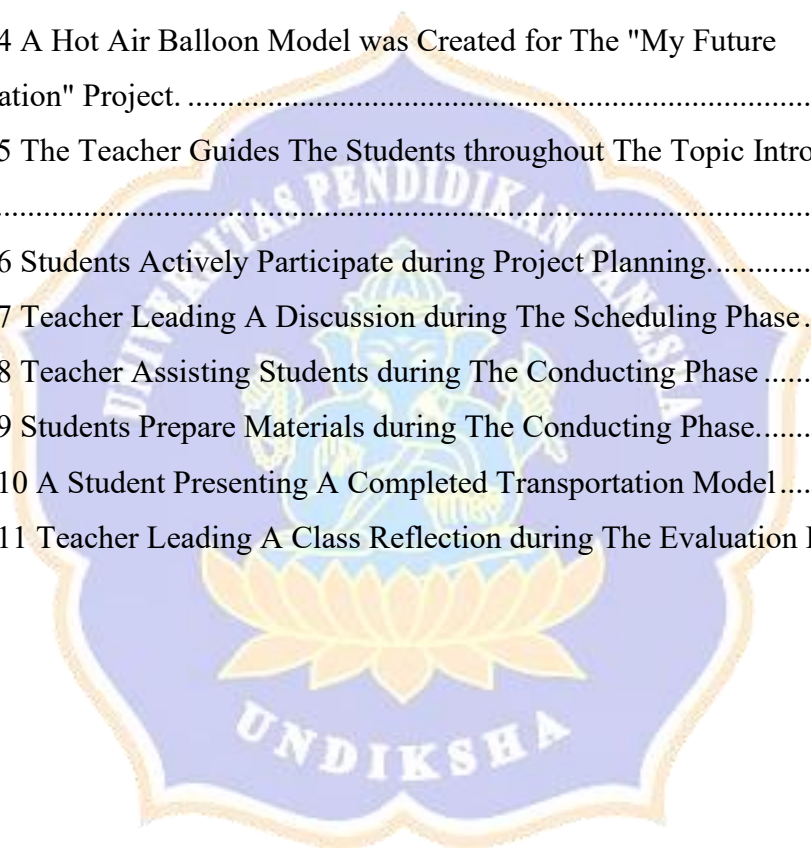 4 A Hot Air Balloon Model was Created for The "My Future
ation" Project. ................................................................
5 The Teacher Guides The Students throughout The Topic Intro
.....................................................................................
6 Students Actively Participate during Project Planning.............
7 Teacher Leading A Discussion during The Scheduling Phase.
8 Teacher Assisting Students during The Conducting Phase ......
9 Students Prepare Materials during The Conducting Phase.......
10 A Student Presenting A Completed Transportation Model....
11 Teacher Leading A Class Reflection during The Evaluation
UNIVERSITAS PENDIDIKAN GANESHA
UNDIKSHA